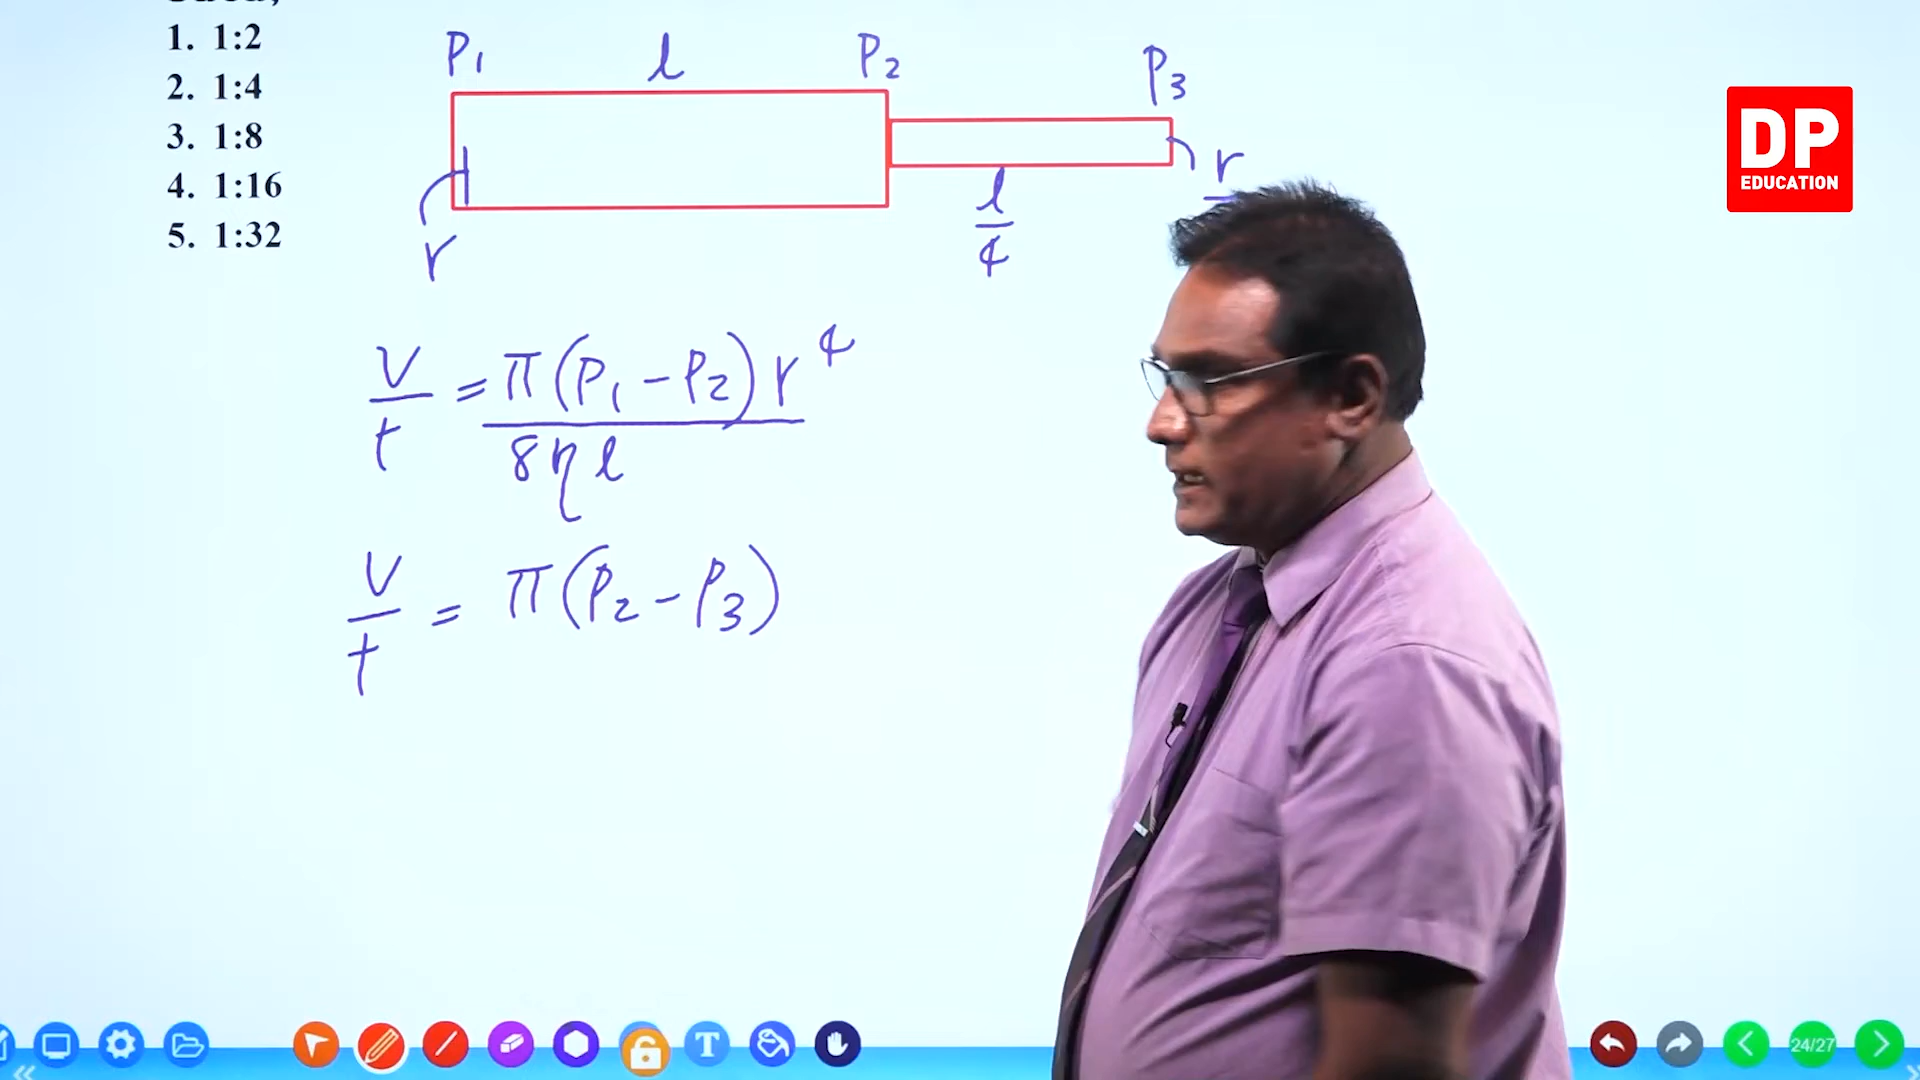 1. 1:2
2. 1:4
3. 1:8
4. 1:16
5. 1:32
P1 l P2 P3
r
l/4
r
V/t = π(P1 - P2) r^4 / 8ηl
V/t = π(P2 - P3)
DP
EDUCATION
T
24/27